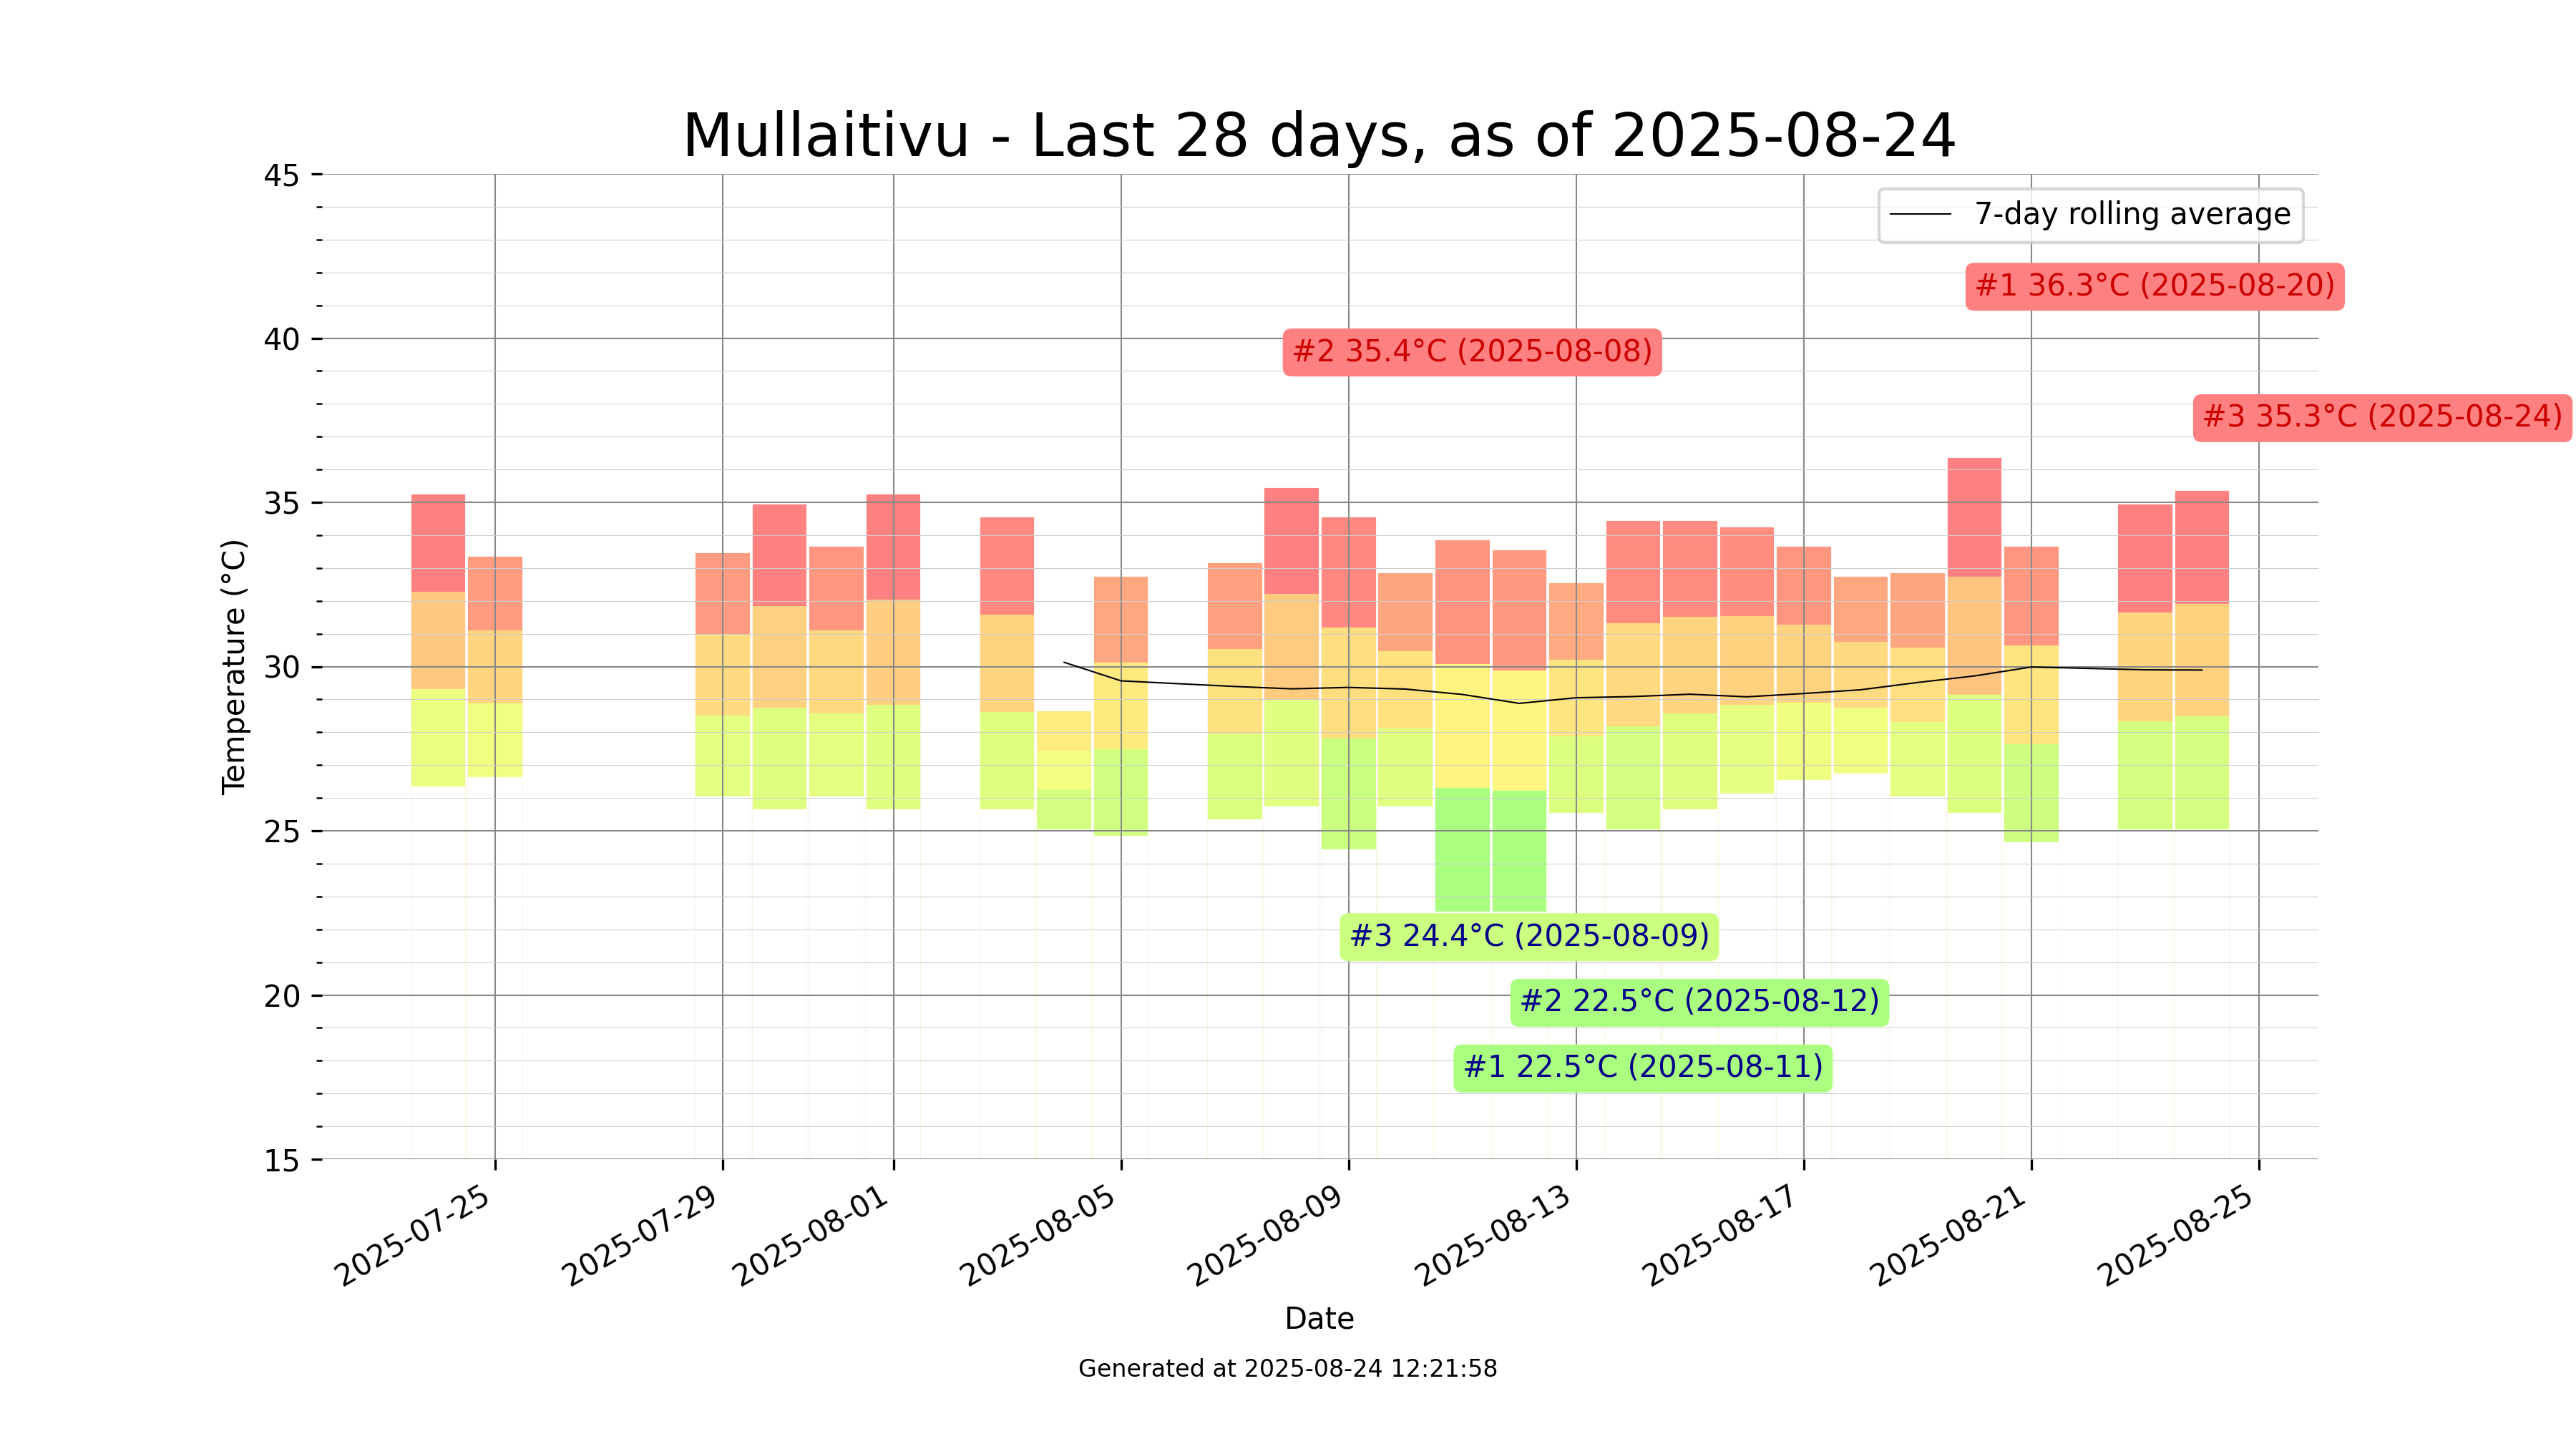 Mullaitivu - Last 28 days, as of 2025-08-24
7-day rolling average
#1 36.3°C (2025-08-20)
#2 35.4°C (2025-08-08)
#3 35.3°C (2025-08-24)
#3 24.4°C (2025-08-09)
#2 22.5°C (2025-08-12)
#1 22.5°C (2025-08-11)
Temperature (°C)
45
40
35
30
25
20
15
2025-07-25
2025-07-29
2025-08-01
2025-08-05
2025-08-09
2025-08-13
2025-08-17
2025-08-21
2025-08-25
Date
Generated at 2025-08-24 12:21:58